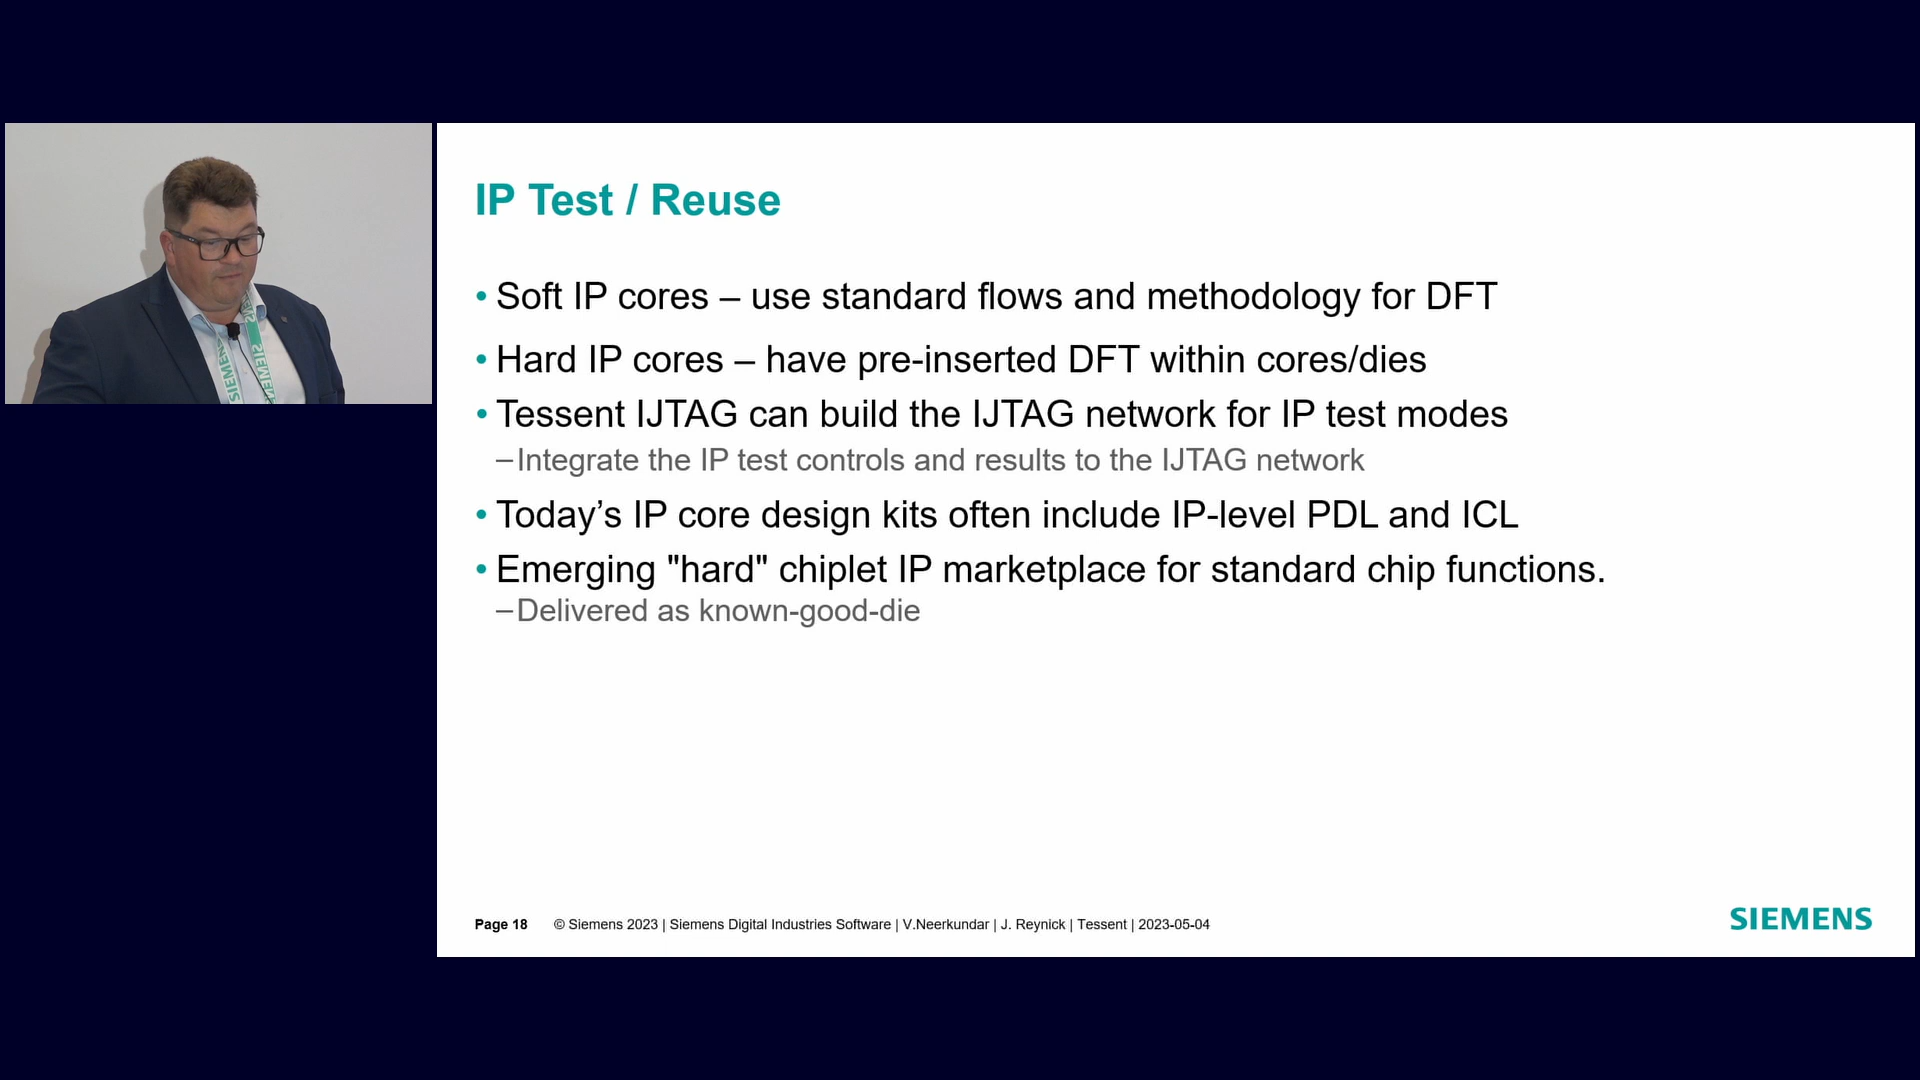 IP Test / Reuse
• Soft IP cores – use standard flows and methodology for DFT
• Hard IP cores – have pre-inserted DFT within cores/dies
• Tessent IJTAG can build the IJTAG network for IP test modes
– Integrate the IP test controls and results to the IJTAG network
• Today’s IP core design kits often include IP-level PDL and ICL
• Emerging "hard" chiplet IP marketplace for standard chip functions.
– Delivered as known-good-die
Page 18 © Siemens 2023 | Siemens Digital Industries Software | V.Neerkundar | J. Reynick | Tessent | 2023-05-04
SIEMENS
SIEMENS
SIEMENS